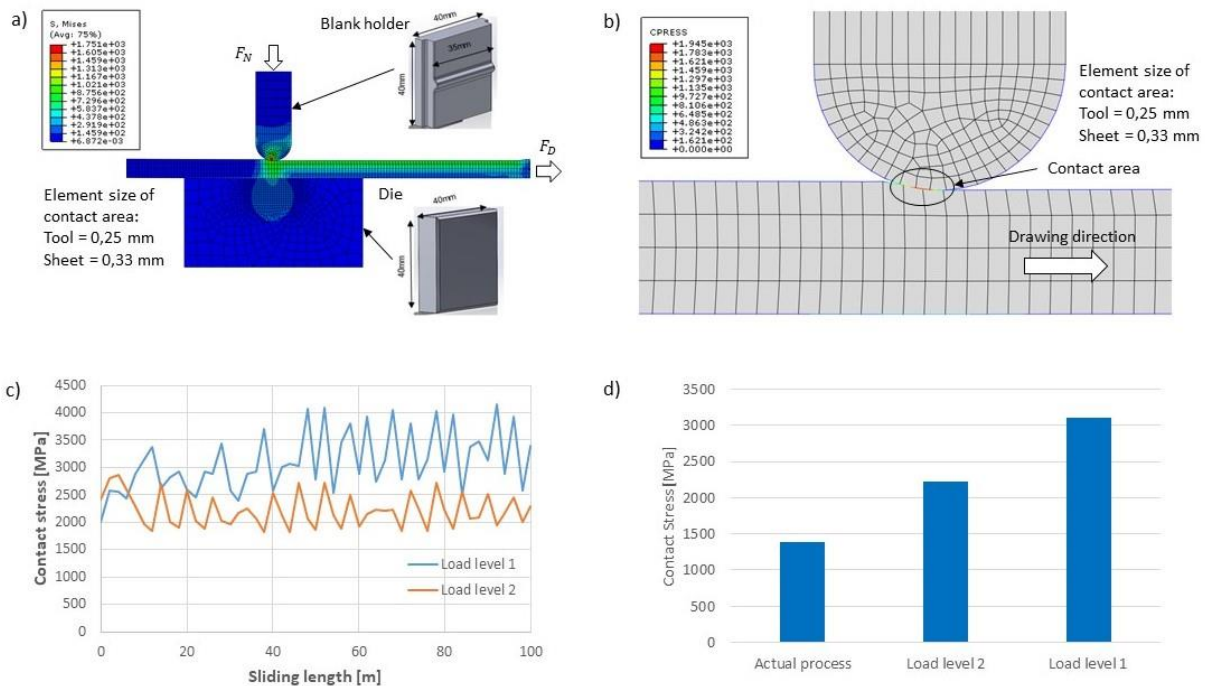 a)
S, Mises
(Avg: 75%)
+1.751e+03
+1.605e+03
+1.459e+03
+1.313e+03
+1.167e+03
+1.021e+03
+8.756e+02
+7.296e+02
+5.837e+02
+4.378e+02
+2.919e+02
+1.459e+02
+6.872e-03
F_N
Blank holder
40mm
35mm
40mm
F_D
Element size of
contact area:
Tool = 0,25 mm
Sheet = 0,33 mm
Die
40mm
40mm
b)
CPRESS
+1.945e+03
+1.783e+03
+1.621e+03
+1.459e+03
+1.297e+03
+1.135e+03
+9.727e+02
+8.106e+02
+6.485e+02
+4.863e+02
+3.242e+02
+1.621e+02
+0.000e+00
Element size of
contact area:
Tool = 0,25 mm
Sheet = 0,33 mm
Contact area
Drawing direction
c)
Contact stress [MPa]
4500
4000
3500
3000
2500
2000
1500
1000
500
0
Load level 1
Load level 2
0 20 40 60 80 100
Sliding length [m]
d)
Contact Stress [MPa]
3500
3000
2500
2000
1500
1000
500
0
Actual process Load level 2 Load level 1